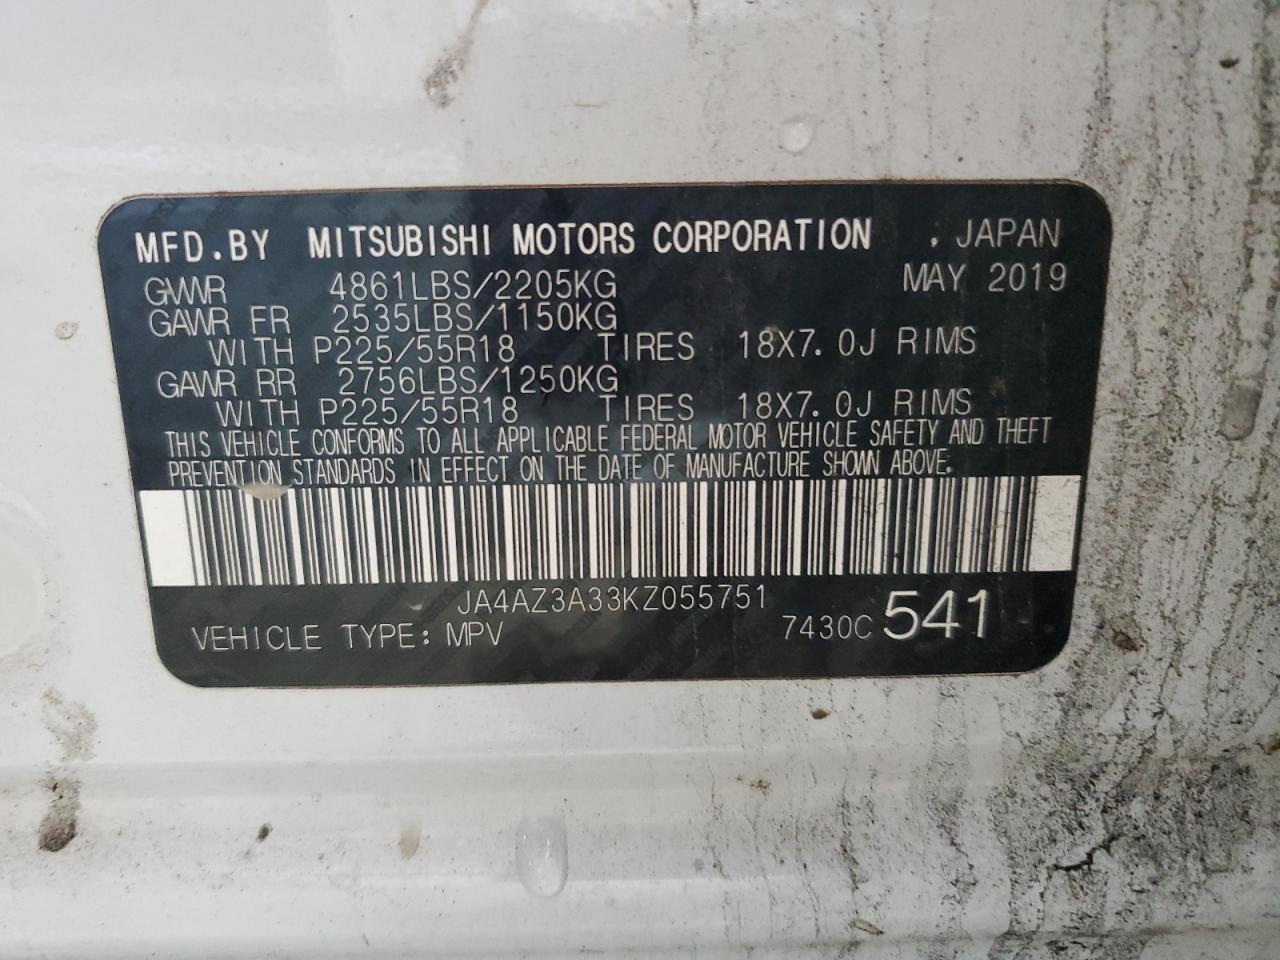 MFD.BY MITSUBISHI MOTORS CORPORATION , JAPAN
GVWR 4861LBS/2205KG MAY 2019
GAWR FR 2535LBS/1150KG
WITH P225/55R18 TIRES 18X7.0J RIMS
GAWR RR 2756LBS/1250KG
WITH P225/55R18 TIRES 18X7.0J RIMS
THIS VEHICLE CONFORMS TO ALL APPLICABLE FEDERAL MOTOR VEHICLE SAFETY AND THEFT
PREVENTION STANDARDS IN EFFECT ON THE DATE OF MANUFACTURE SHOWN ABOVE.
JA4AZ3A33KZ055751
VEHICLE TYPE: MPV 7430C 541